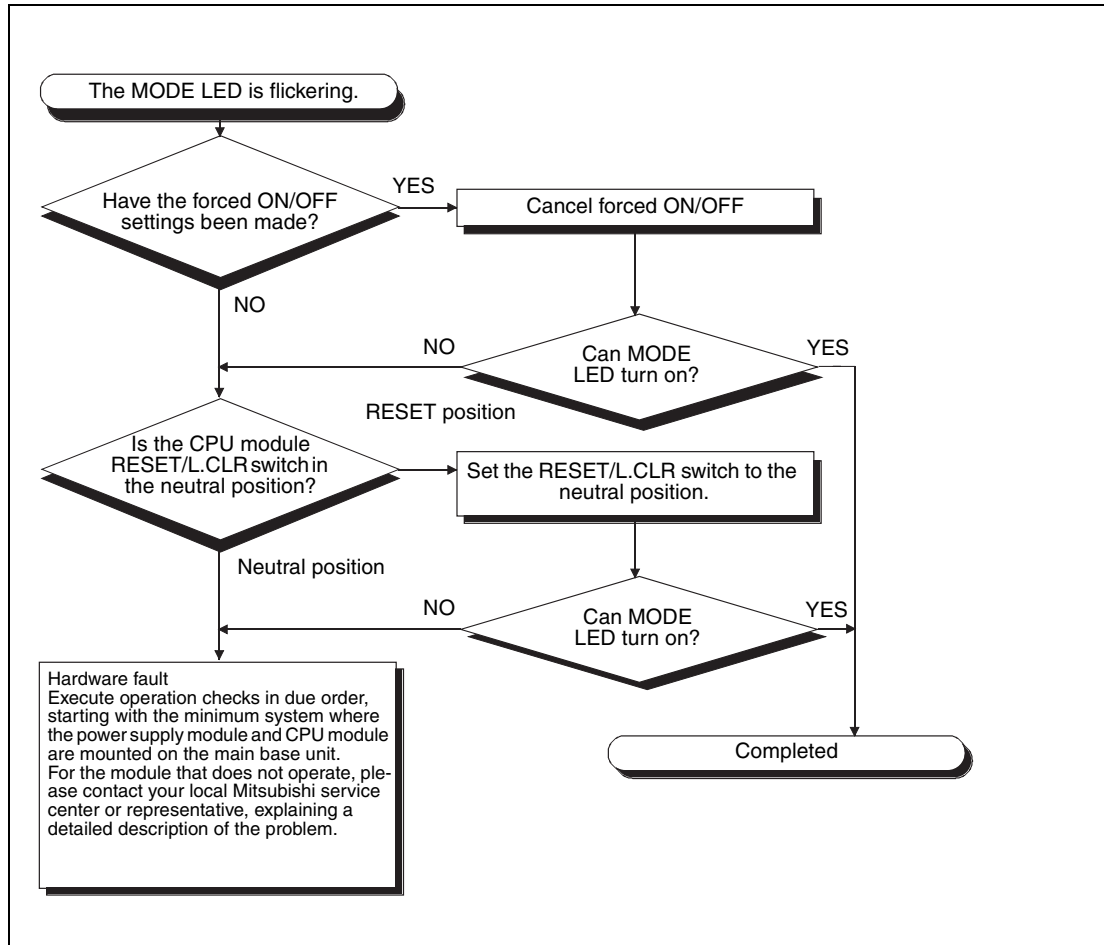 The MODE LED is flickering.
Have the forced ON/OFF
settings been made?
YES
Cancel forced ON/OFF
NO
NO
Can MODE
LED turn on?
YES
RESET position
Is the CPU module
RESET/L.CLR switch in
the neutral position?
Set the RESET/L.CLR switch to the
neutral position.
Neutral position
NO
Can MODE
LED turn on?
YES
Hardware fault
Execute operation checks in due order,
starting with the minimum system where
the power supply module and CPU module
are mounted on the main base unit.
For the module that does not operate, ple-
ase contact your local Mitsubishi service
center or representative, explaining a
detailed description of the problem.
Completed